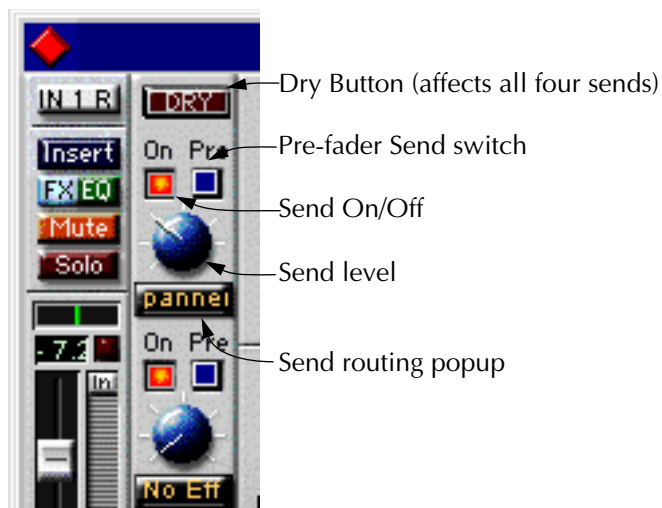 IN 1 R
DRY
Dry Button (affects all four sends)
Insert
On Pre
Pre-fader Send switch
FX EQ
Send On/Off
Mute
Solo
Send level
panner
- 7.2
On Pre
Send routing popup
In
No Eff